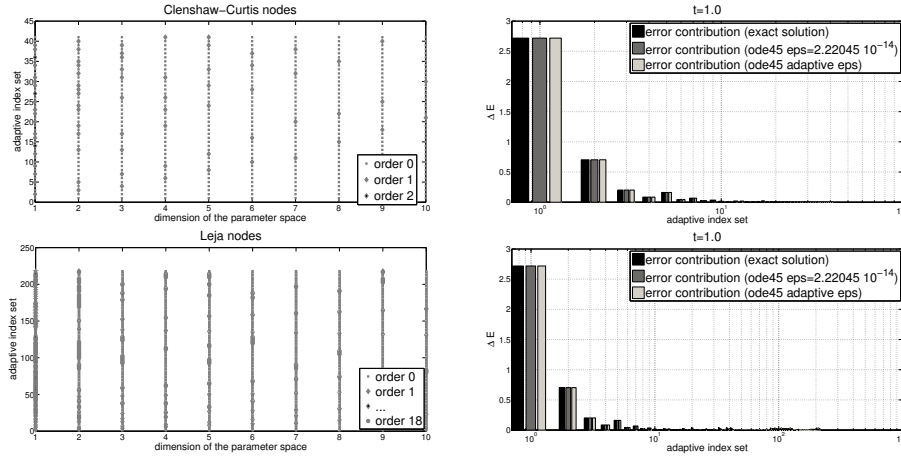 Clenshaw−Curtis nodes
45
40
35
30
25
20
15
10
5
0
adaptive index set
order 0
order 1
order 2
1 2 3 4 5 6 7 8 9 10
dimension of the parameter space
t=1.0
3
2.5
2
1.5
1
0.5
0
Δ E
error contribution (exact solution)
error contribution (ode45 eps=2.22045 10^−14)
error contribution (ode45 adaptive eps)
10^0 10^1
adaptive index set
Leja nodes
250
200
150
100
50
0
adaptive index set
order 0
order 1
...
order 18
1 2 3 4 5 6 7 8 9 10
dimension of the parameter space
t=1.0
3
2.5
2
1.5
1
0.5
0
Δ E
error contribution (exact solution)
error contribution (ode45 eps=2.22045 10^−14)
error contribution (ode45 adaptive eps)
10^0 10^1 10^2
adaptive index set